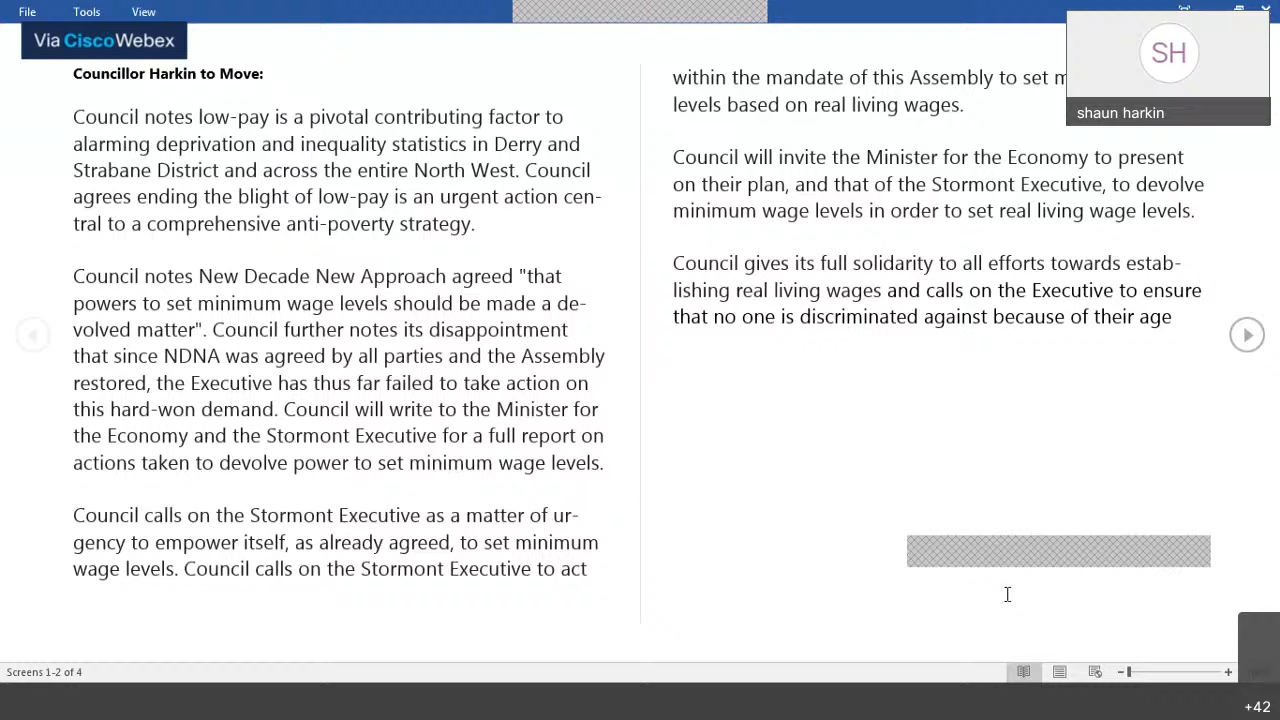 File Tools View
Via CiscoWebex
SH
shaun harkin
Councillor Harkin to Move:
Council notes low-pay is a pivotal contributing factor to
alarming deprivation and inequality statistics in Derry and
Strabane District and across the entire North West. Council
agrees ending the blight of low-pay is an urgent action cen-
tral to a comprehensive anti-poverty strategy.
Council notes New Decade New Approach agreed "that
powers to set minimum wage levels should be made a de-
volved matter". Council further notes its disappointment
that since NDNA was agreed by all parties and the Assembly
restored, the Executive has thus far failed to take action on
this hard-won demand. Council will write to the Minister for
the Economy and the Stormont Executive for a full report on
actions taken to devolve power to set minimum wage levels.
Council calls on the Stormont Executive as a matter of ur-
gency to empower itself, as already agreed, to set minimum
wage levels. Council calls on the Stormont Executive to act
within the mandate of this Assembly to set
levels based on real living wages.
Council will invite the Minister for the Economy to present
on their plan, and that of the Stormont Executive, to devolve
minimum wage levels in order to set real living wage levels.
Council gives its full solidarity to all efforts towards estab-
lishing real living wages and calls on the Executive to ensure
that no one is discriminated against because of their age
Screens 1-2 of 4
+42